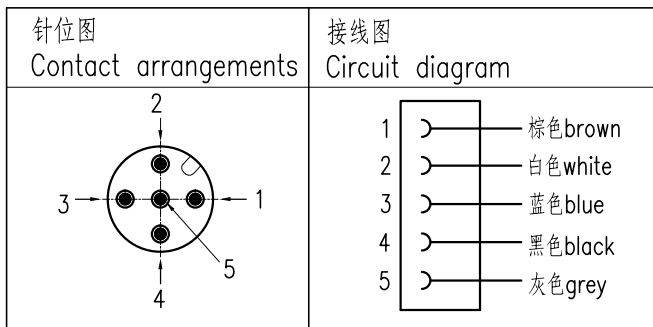 针位图
Contact arrangements
接线图
Circuit diagram
2
3
1
5
4
1 棕色brown
2 白色white
3 蓝色blue
4 黑色black
5 灰色grey